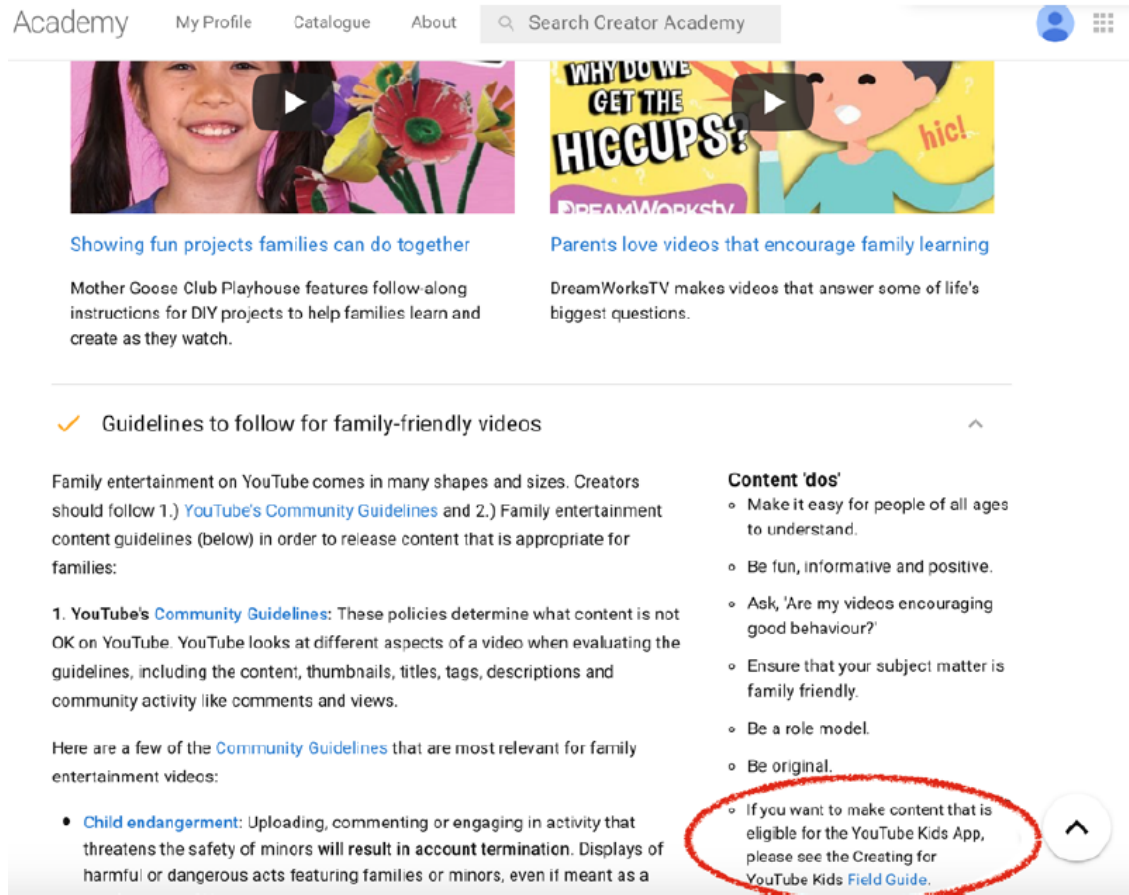 Academy My Profile Catalogue About Search Creator Academy
WHY DO WE
GET THE
HICCUPS?
hic!
DREAMWORKStv
Showing fun projects families can do together
Mother Goose Club Playhouse features follow-along
instructions for DIY projects to help families learn and
create as they watch.
Parents love videos that encourage family learning
DreamWorksTV makes videos that answer some of life's
biggest questions.
Guidelines to follow for family-friendly videos
Family entertainment on YouTube comes in many shapes and sizes. Creators
should follow 1.) YouTube's Community Guidelines and 2.) Family entertainment
content guidelines (below) in order to release content that is appropriate for
families:
1. YouTube's Community Guidelines: These policies determine what content is not
OK on YouTube. YouTube looks at different aspects of a video when evaluating the
guidelines, including the content, thumbnails, titles, tags, descriptions and
community activity like comments and views.
Here are a few of the Community Guidelines that are most relevant for family
entertainment videos:
• Child endangerment: Uploading, commenting or engaging in activity that
threatens the safety of minors will result in account termination. Displays of
harmful or dangerous acts featuring families or minors, even if meant as a
Content 'dos'
Make it easy for people of all ages
to understand.
Be fun, informative and positive.
Ask, 'Are my videos encouraging
good behaviour?'
Ensure that your subject matter is
family friendly.
Be a role model.
Be original.
If you want to make content that is
eligible for the YouTube Kids App,
please see the Creating for
YouTube Kids Field Guide.